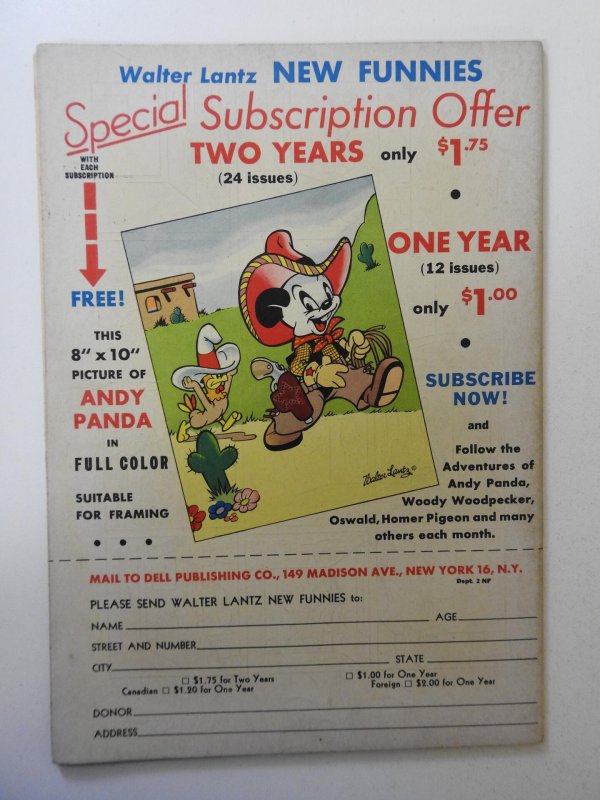 Walter Lantz NEW FUNNIES
Special Subscription Offer
WITH
EACH
SUBSCRIPTION
TWO YEARS only $1.75
(24 issues)
ONE YEAR
(12 issues)
only $1.00
FREE!
THIS
8" x 10"
PICTURE OF
ANDY
PANDA
IN
FULL COLOR
SUITABLE
FOR FRAMING
Walter Lantz ©
SUBSCRIBE
NOW!
and
Follow the
Adventures of
Andy Panda,
Woody Woodpecker,
Oswald, Homer Pigeon and many
others each month.
MAIL TO DELL PUBLISHING CO., 149 MADISON AVE., NEW YORK 16, N.Y.
Dept. 2 NF
PLEASE SEND WALTER LANTZ NEW FUNNIES to:
NAME AGE
STREET AND NUMBER
CITY STATE
$1.75 for Two Years $1.00 for One Year
Canadian $1.20 for One Year Foreign $2.00 for One Year
DONOR
ADDRESS